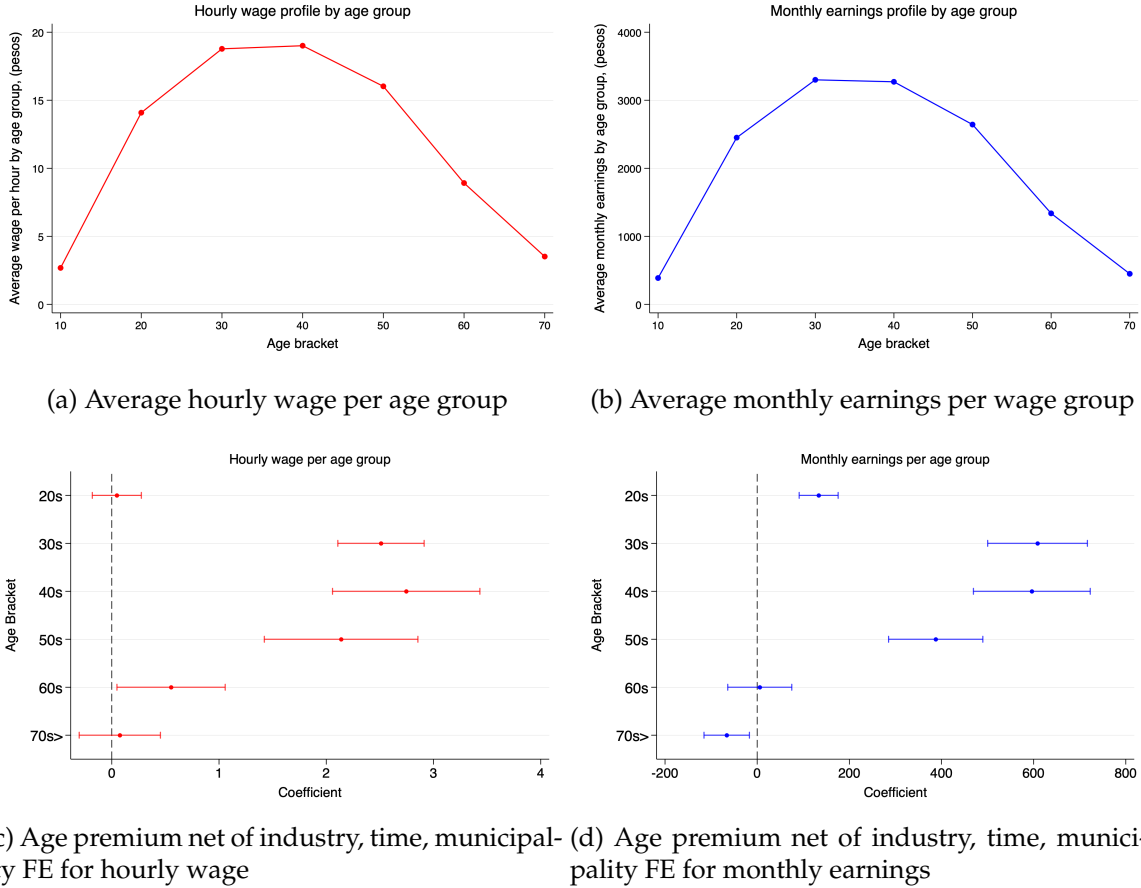 Hourly wage profile by age group
Average wage per hour by age group, (pesos)
20
15
10
5
0
10 20 30 40 50 60 70
Age bracket
(a) Average hourly wage per age group
Monthly earnings profile by age group
Average monthly earnings by age group, (pesos)
4000
3000
2000
1000
0
10 20 30 40 50 60 70
Age bracket
(b) Average monthly earnings per wage group
Hourly wage per age group
Age Bracket
20s
30s
40s
50s
60s
70s>
0 1 2 3 4
Coefficient
c) Age premium net of industry, time, municipal-
ty FE for hourly wage
Monthly earnings per age group
Age Bracket
20s
30s
40s
50s
60s
70s>
-200 0 200 400 600 800
Coefficient
(d) Age premium net of industry, time, munici-
pality FE for monthly earnings